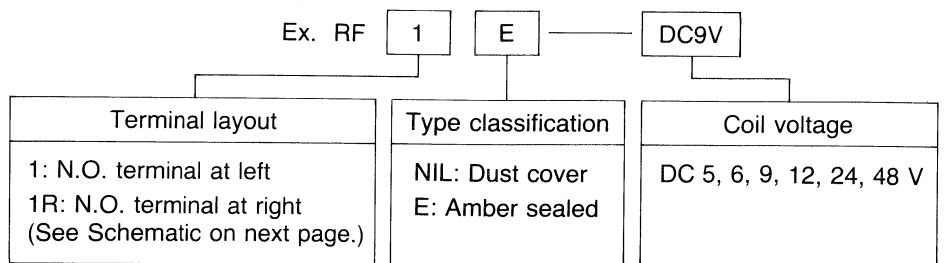 Ex. RF 1 E — DC9V
Terminal layout
1: N.O. terminal at left
1R: N.O. terminal at right
(See Schematic on next page.)
Type classification
NIL: Dust cover
E: Amber sealed
Coil voltage
DC 5, 6, 9, 12, 24, 48 V